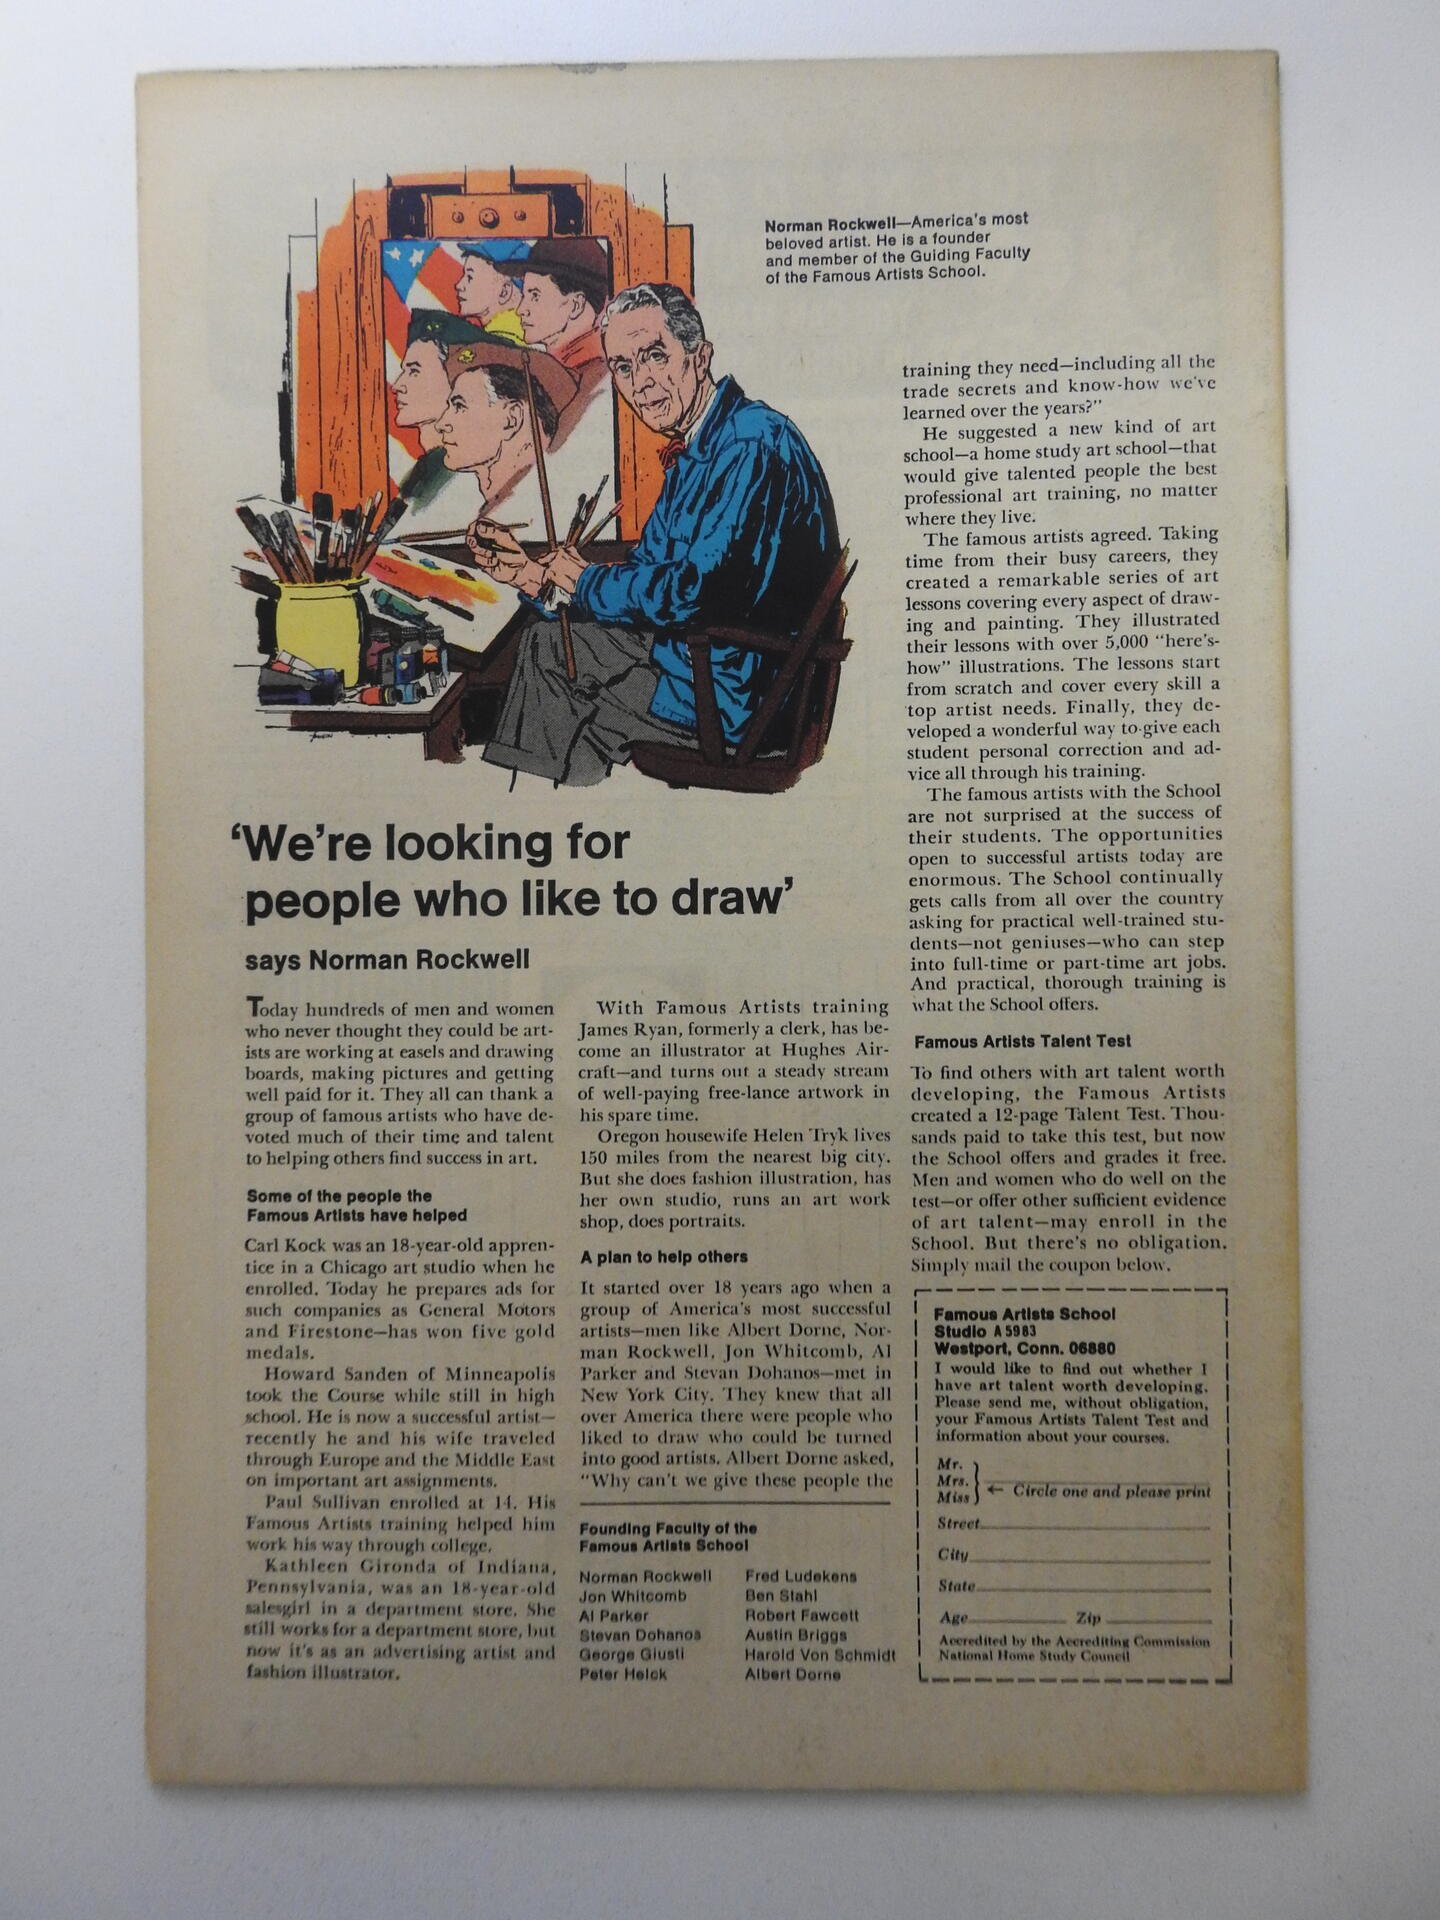 Norman Rockwell—America's most
beloved artist. He is a founder
and member of the Guiding Faculty
of the Famous Artists School.
'We're looking for
people who like to draw'
says Norman Rockwell
Today hundreds of men and women
who never thought they could be art-
ists are working at easels and drawing
boards, making pictures and getting
well paid for it. They all can thank a
group of famous artists who have de-
voted much of their time and talent
to helping others find success in art.
Some of the people the
Famous Artists have helped
Carl Kock was an 18-year-old appren-
tice in a Chicago art studio when he
enrolled. Today he prepares ads for
such companies as General Motors
and Firestone—has won five gold
medals.
Howard Sanden of Minneapolis
took the Course while still in high
school. He is now a successful artist—
recently he and his wife traveled
through Europe and the Middle East
on important art assignments.
Paul Sullivan enrolled at 14. His
Famous Artists training helped him
work his way through college.
Kathleen Gironda of Indiana,
Pennsylvania, was an 18-year-old
salesgirl in a department store. She
still works for a department store, but
now it's as an advertising artist and
fashion illustrator.
With Famous Artists training
James Ryan, formerly a clerk, has be-
come an illustrator at Hughes Air-
craft—and turns out a steady stream
of well-paying free-lance artwork in
his spare time.
Oregon housewife Helen Tryk lives
150 miles from the nearest big city.
But she does fashion illustration, has
her own studio, runs an art work
shop, does portraits.
A plan to help others
It started over 18 years ago when a
group of America's most successful
artists—men like Albert Dorne, Nor-
man Rockwell, Jon Whitcomb, Al
Parker and Stevan Dohanos—met in
New York City. They knew that all
over America there were people who
liked to draw who could be turned
into good artists. Albert Dorne asked,
"Why can't we give these people the
Founding Faculty of the
Famous Artists School
Norman Rockwell
Jon Whitcomb
Al Parker
Stevan Dohanos
George Giusti
Peter Helck
Fred Ludekens
Ben Stahl
Robert Fawcett
Austin Briggs
Harold Von Schmidt
Albert Dorne
training they need—including all the
trade secrets and know-how we've
learned over the years?"
He suggested a new kind of art
school—a home study art school—that
would give talented people the best
professional art training, no matter
where they live.
The famous artists agreed. Taking
time from their busy careers, they
created a remarkable series of art
lessons covering every aspect of draw-
ing and painting. They illustrated
their lessons with over 5,000 "here's-
how" illustrations. The lessons start
from scratch and cover every skill a
top artist needs. Finally, they de-
veloped a wonderful way to give each
student personal correction and ad-
vice all through his training.
The famous artists with the School
are not surprised at the success of
their students. The opportunities
open to successful artists today are
enormous. The School continually
gets calls from all over the country
asking for practical well-trained stu-
dents—not geniuses—who can step
into full-time or part-time art jobs.
And practical, thorough training is
what the School offers.
Famous Artists Talent Test
To find others with art talent worth
developing, the Famous Artists
created a 12-page Talent Test. Thou-
sands paid to take this test, but now
the School offers and grades it free.
Men and women who do well on the
test—or offer other sufficient evidence
of art talent—may enroll in the
School. But there's no obligation.
Simply mail the coupon below.
Famous Artists School
Studio A5983
Westport, Conn. 06880
I would like to find out whether I
have art talent worth developing.
Please send me, without obligation,
your Famous Artists Talent Test and
information about your courses.
Mr.
Mrs.
Miss
← Circle one and please print
Street
City
State
Age Zip
Accredited by the Accrediting Commission
National Home Study Council